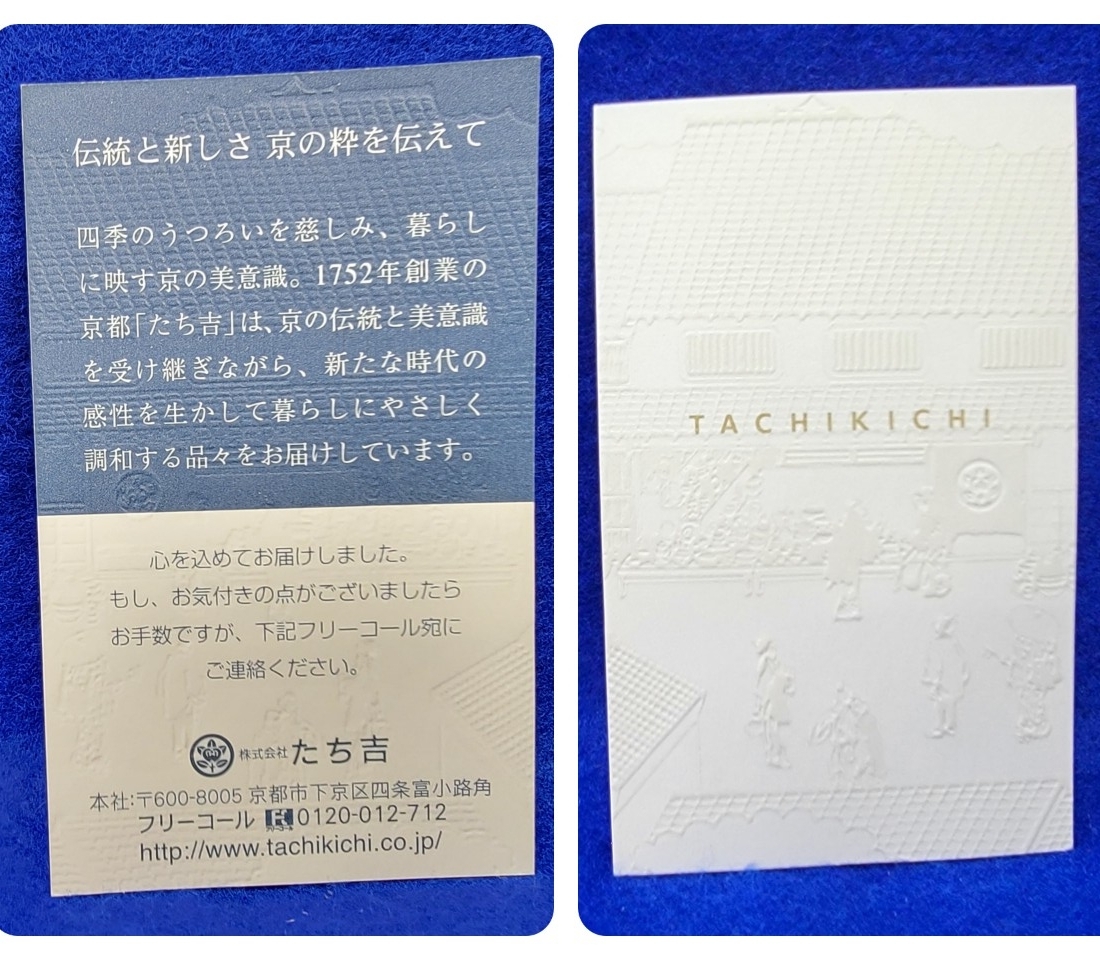 伝統と新しさ 京の粋を伝えて
四季のうつろいを慈しみ、暮らし
に映す京の美意識。1752年創業の
京都「たち吉」は、京の伝統と美意識
を受け継ぎながら、新たな時代の
感性を生かして暮らしにやさしく
調和する品々をお届けしています。
心を込めてお届けしました。
もし、お気付きの点がございましたら
お手数ですが、下記フリーコール宛に
ご連絡ください。
株式会社たち吉
本社:〒600-8005 京都市下京区四条富小路角
フリーコール 0120-012-712
http://www.tachikichi.co.jp/
TACHIKICHI